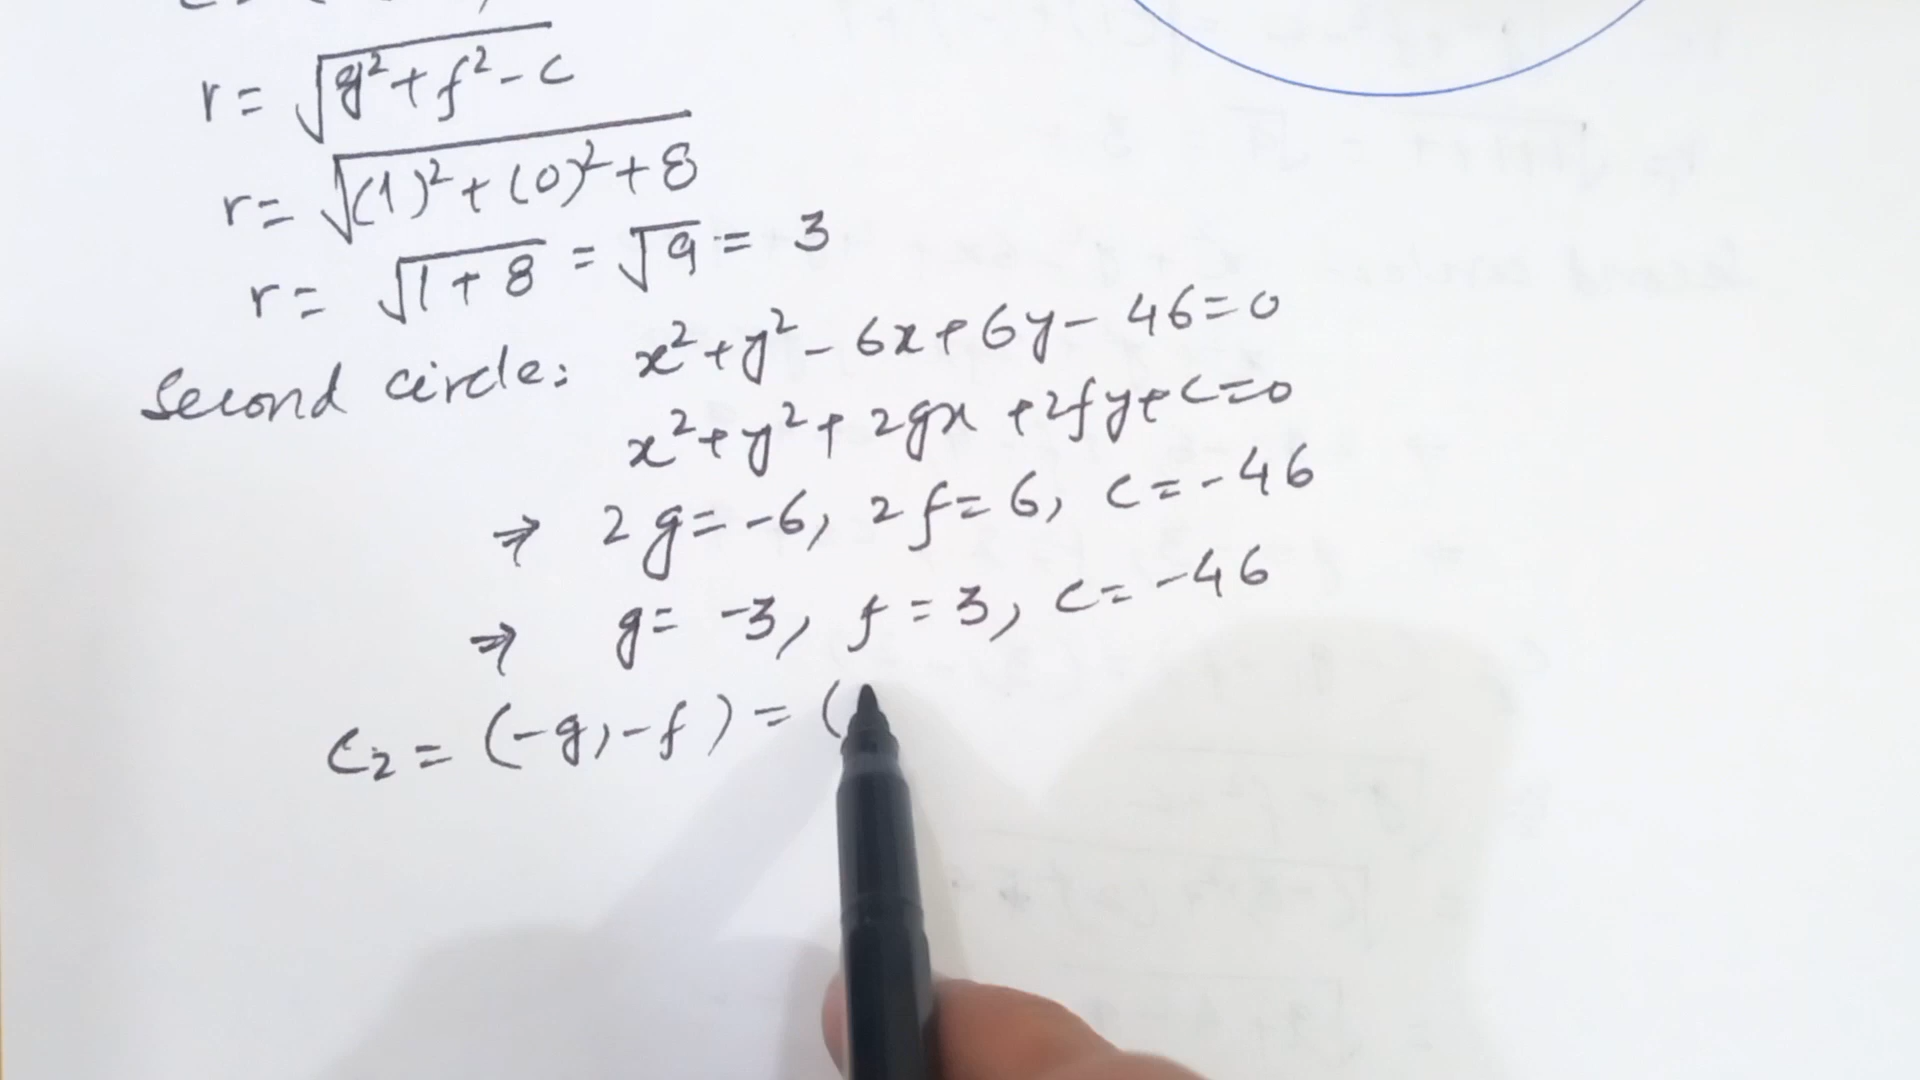 r = √g² + f² - c
r = √(1)² + (0)² + 8
r = √1 + 8 = √9 = 3
Second circle: x² + y² - 6x + 6y - 46 = 0
x² + y² + 2gx + 2fy + c = 0
⇒ 2g = -6, 2f = 6, c = -46
⇒ g = -3, f = 3, c = -46
C₂ = (-g, -f) = (